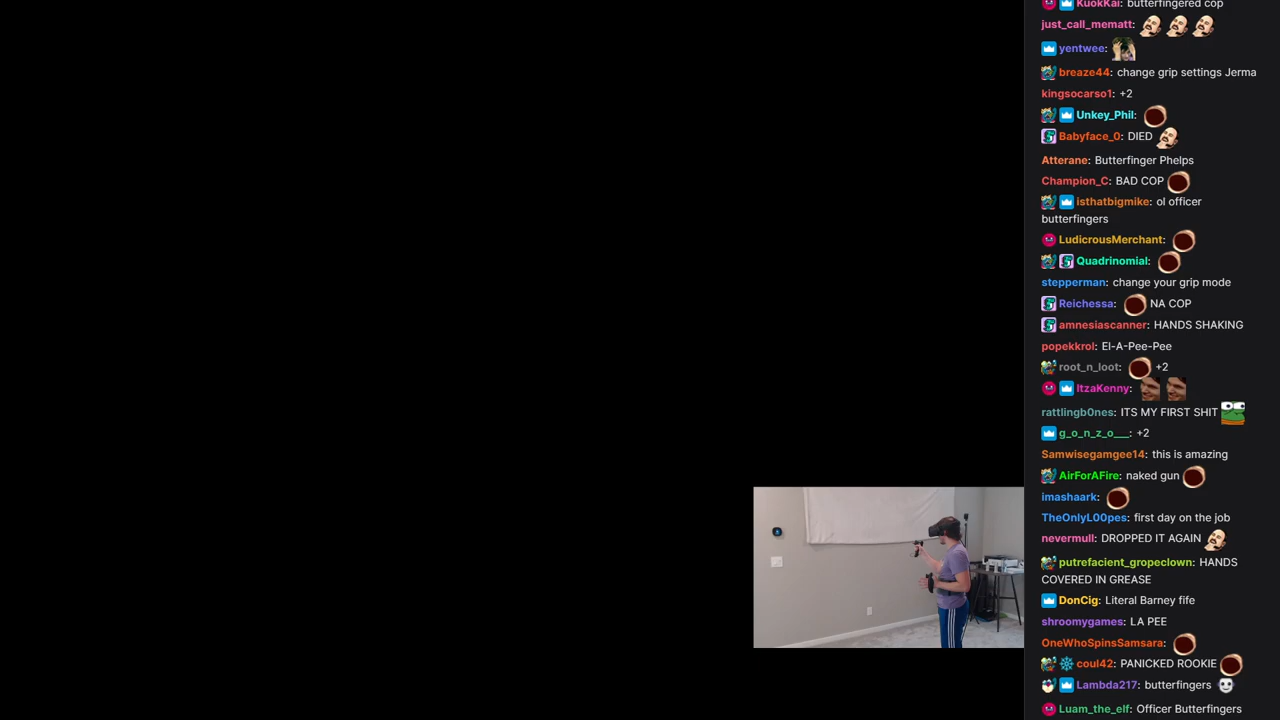 KuokKai: butterfingered cop
just_call_mematt:
yentwee:
breaze44: change grip settings Jerma
kingsocarso1: +2
Unkey_Phil:
Babyface_0: DIED
Atterane: Butterfinger Phelps
Champion_C: BAD COP
isthatbigmike: ol officer
butterfingers
LudicrousMerchant:
Quadrinomial:
stepperman: change your grip mode
Reichessa: NA COP
amnesiascanner: HANDS SHAKING
popekkrol: El-A-Pee-Pee
root_n_loot: +2
ItzaKenny:
rattlingb0nes: ITS MY FIRST SHIT
g_o_n_z_o__: +2
Samwisegamgee14: this is amazing
AirForAFire: naked gun
imashaark:
TheOnlyL00pes: first day on the job
nevermull: DROPPED IT AGAIN
putrefacient_gropeclown: HANDS
COVERED IN GREASE
DonCig: Literal Barney fife
shroomygames: LA PEE
OneWhoSpinsSamsara:
coul42: PANICKED ROOKIE
Lambda217: butterfingers
Luam_the_elf: Officer Butterfingers